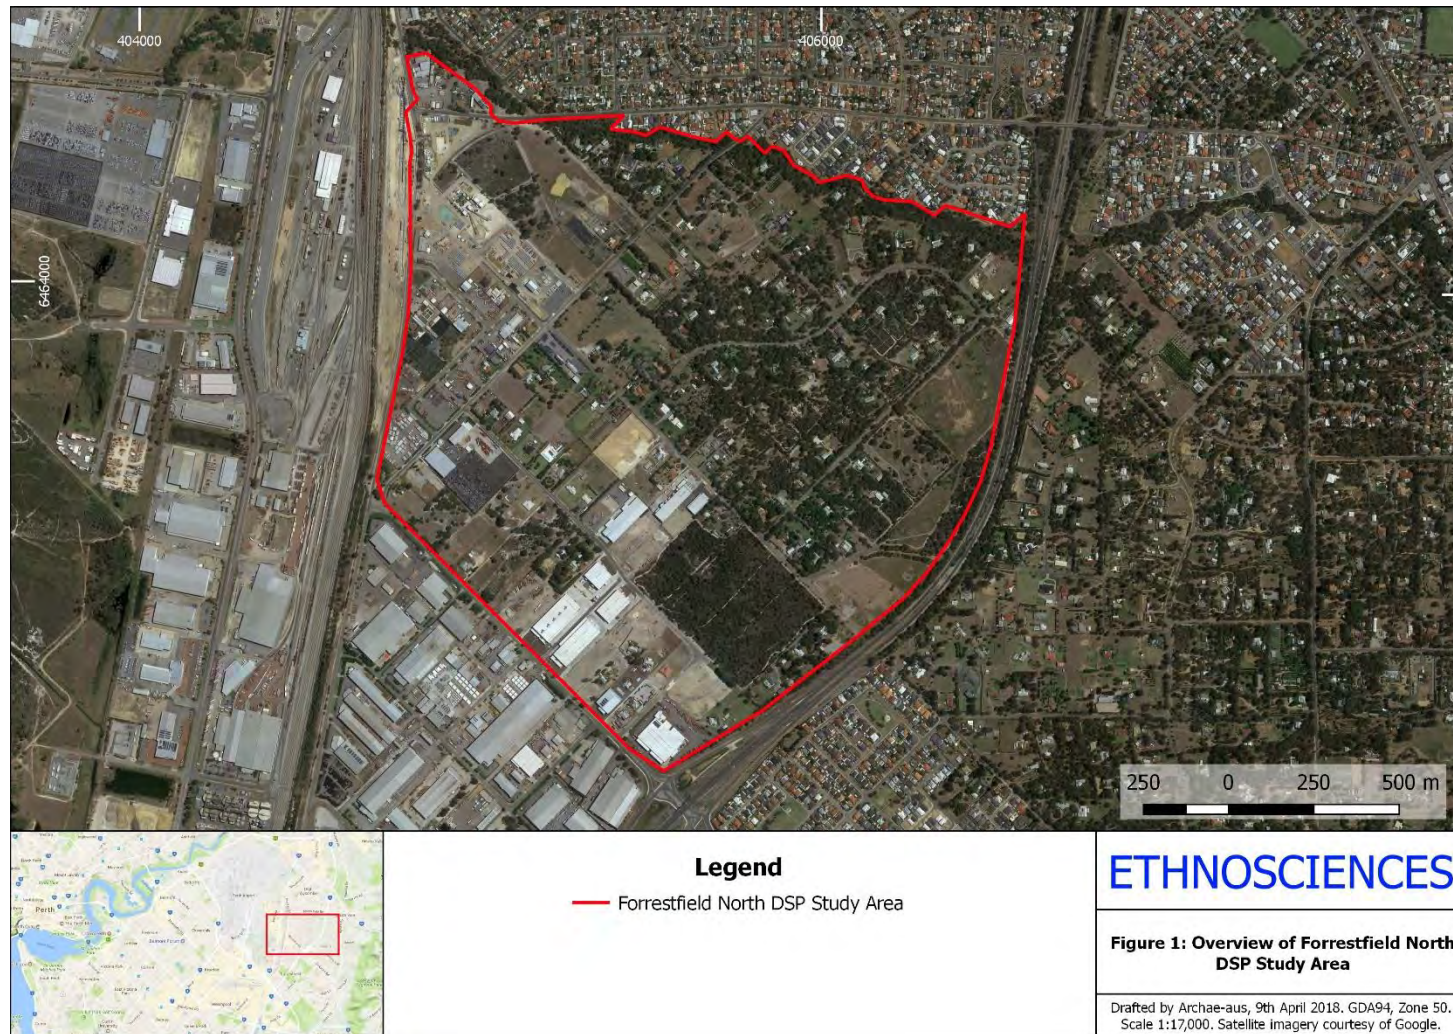 404000
406000
6464000
250 0 250 500 m
Perth
Legend
Forrestfield North DSP Study Area
ETHNOSCIENCES
Figure 1: Overview of Forrestfield North
DSP Study Area
Drafted by Archae-aus, 9th April 2018. GDA94, Zone 50.
Scale 1:17,000. Satellite imagery courtesy of Google